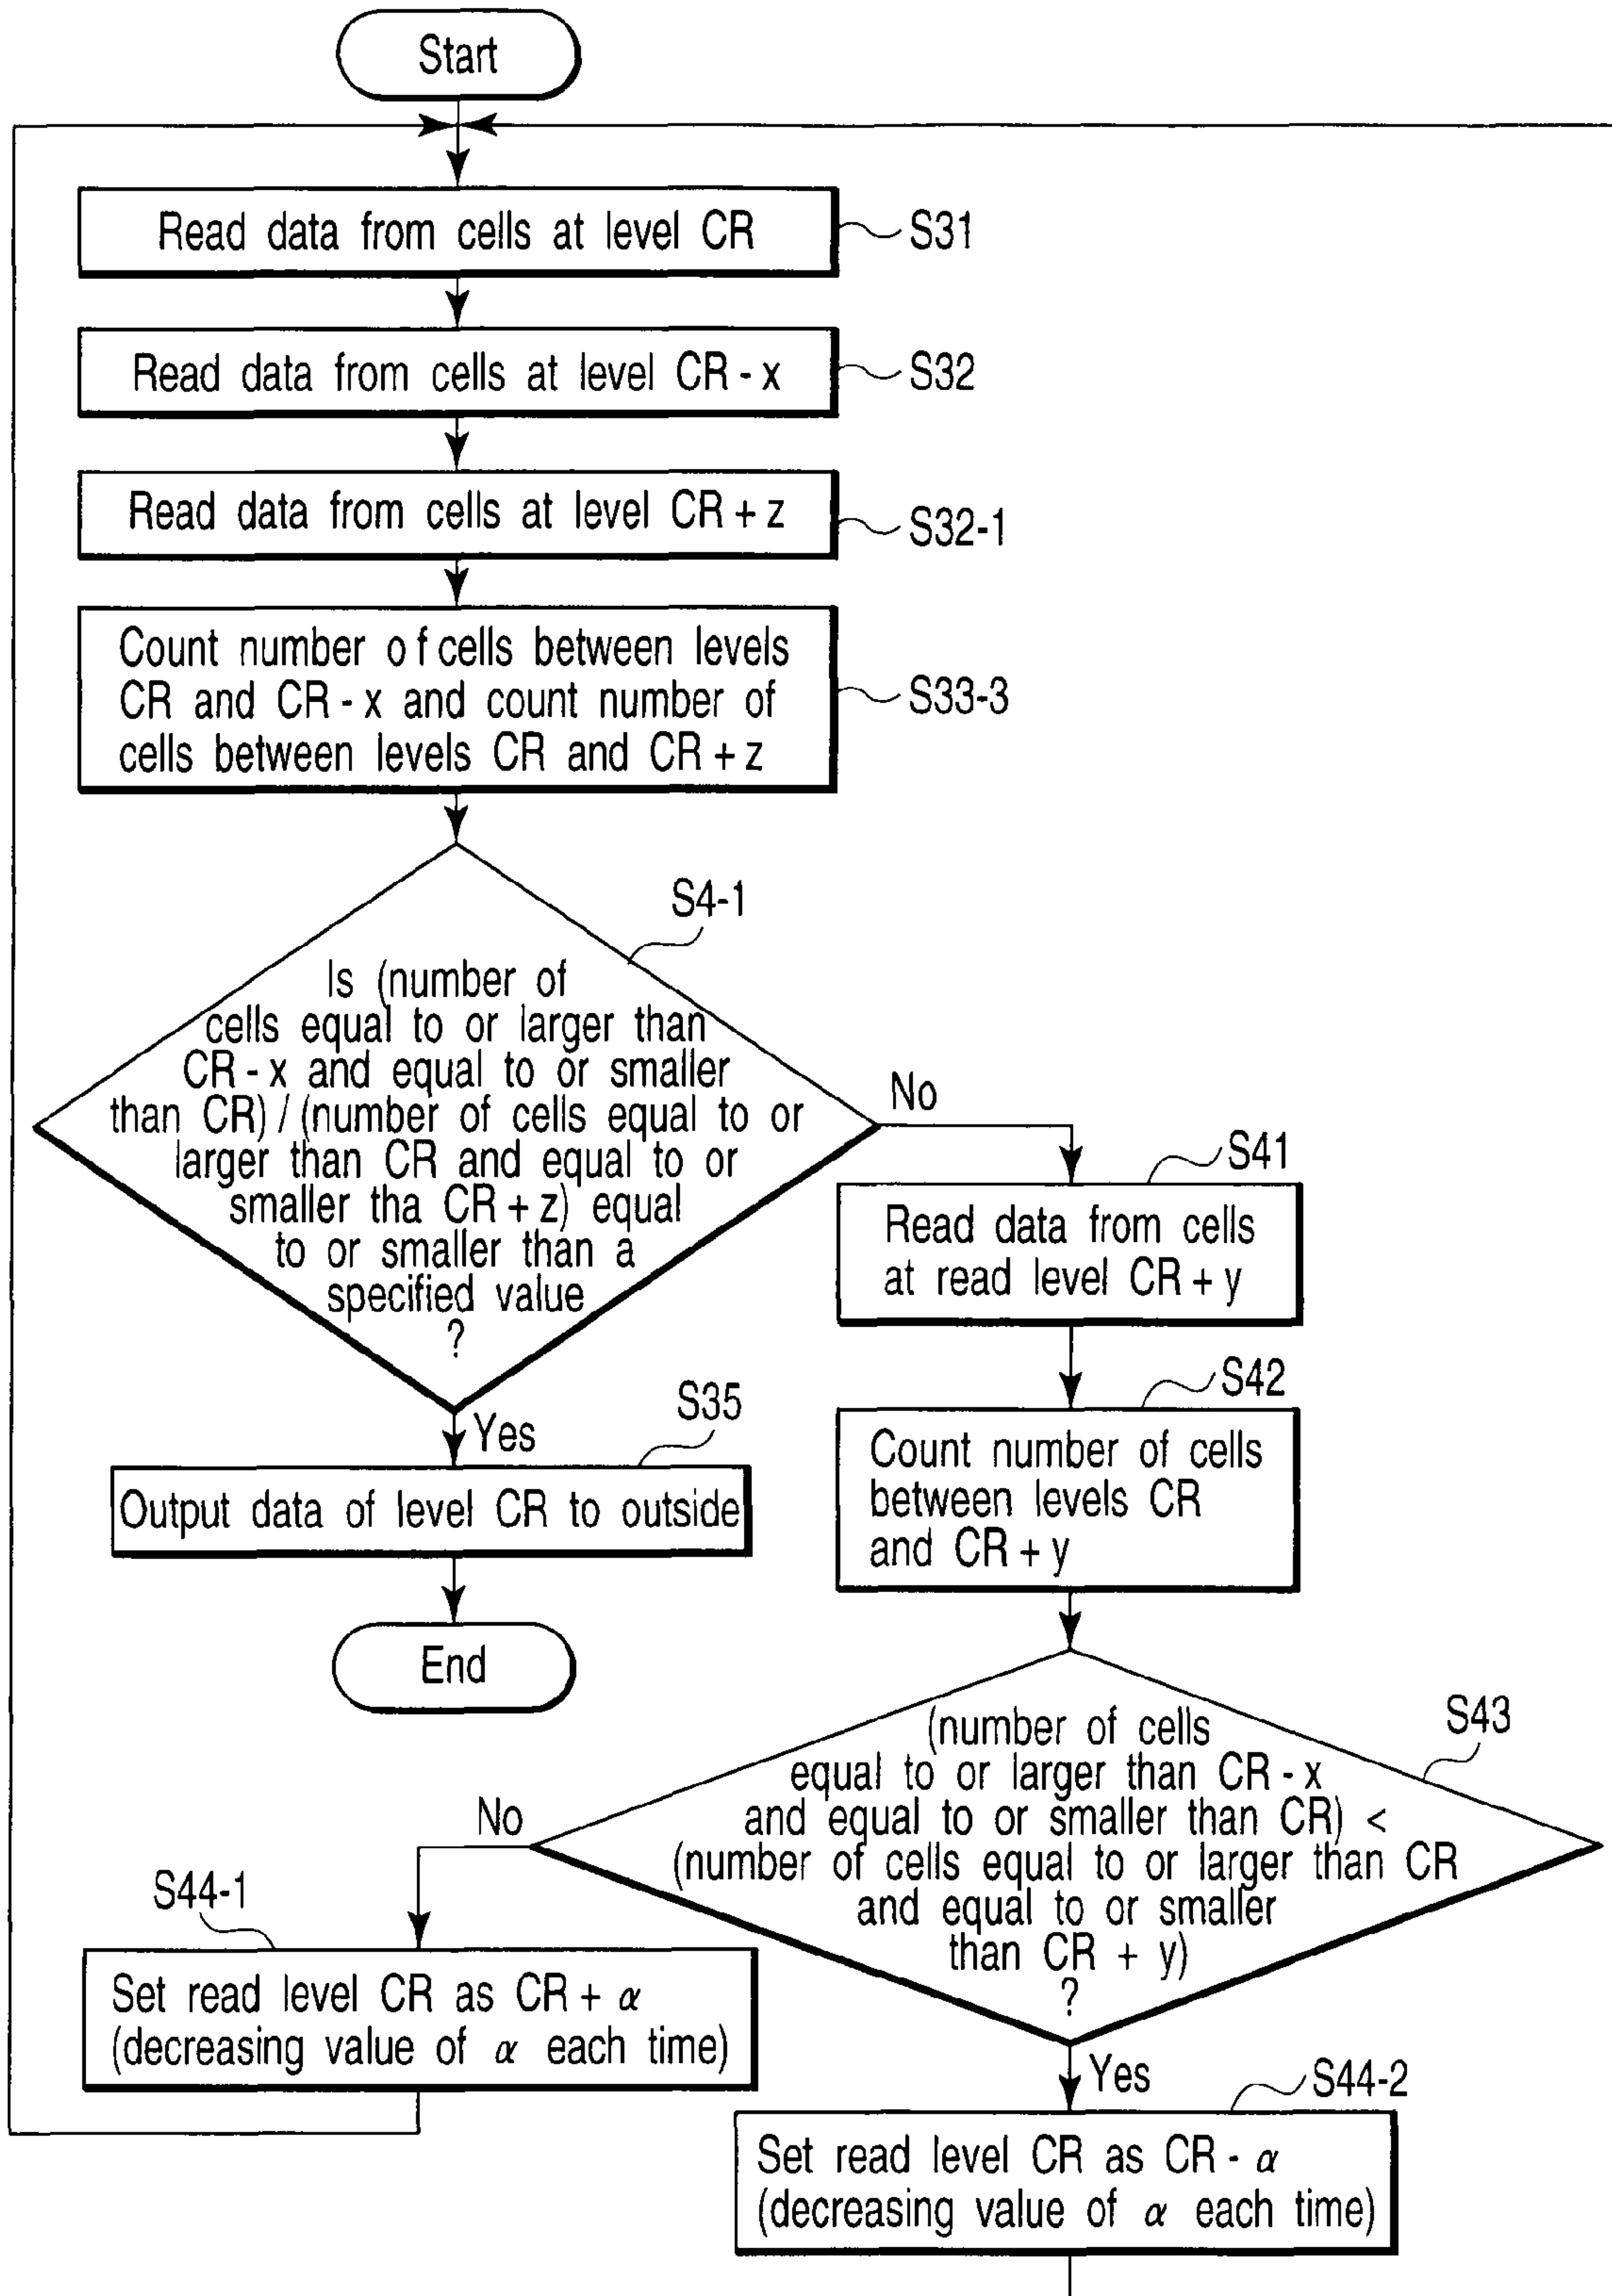 Start
Read data from cells at level CR
S31
Read data from cells at level CR - x
S32
Read data from cells at level CR + z
S32-1
Count number of cells between levels
CR and CR - x and count number of
cells between levels CR and CR + z
S33-3
S4-1
Is (number of
cells equal to or larger than
CR - x and equal to or smaller
than CR) / (number of cells equal to or
larger than CR and equal to or
smaller tha CR + z) equal
to or smaller than a
specified value
?
No
Yes
S35
Output data of level CR to outside
End
S41
Read data from cells
at read level CR + y
S42
Count number of cells
between levels CR
and CR + y
S43
(number of cells
equal to or larger than CR - x
and equal to or smaller than CR) <
(number of cells equal to or larger than CR
and equal to or smaller
than CR + y)
?
No
S44-1
Set read level CR as CR + α
(decreasing value of α each time)
Yes
S44-2
Set read level CR as CR - α
(decreasing value of α each time)